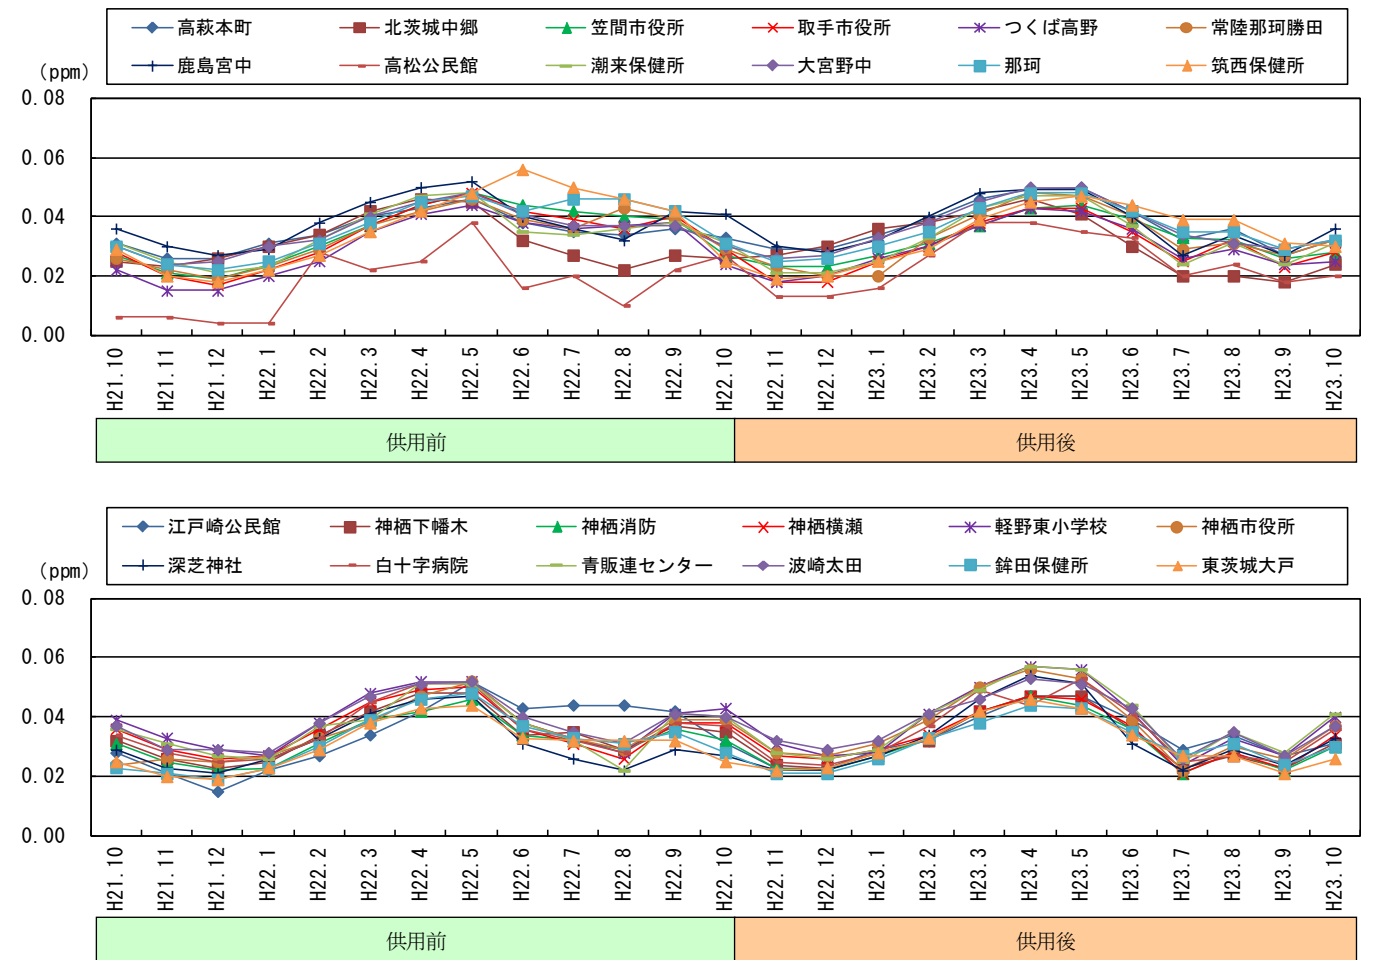 高萩本町 北茨城中郷 笠間市役所 取手市役所 つくば高野 常陸那珂勝田
鹿島宮中 高松公民館 潮来保健所 大宮野中 那珂 筑西保健所
(ppm)
0.08
0.06
0.04
0.02
0.00
H21.10 H21.11 H21.12 H22.1 H22.2 H22.3 H22.4 H22.5 H22.6 H22.7 H22.8 H22.9 H22.10 H22.11 H22.12 H23.1 H23.2 H23.3 H23.4 H23.5 H23.6 H23.7 H23.8 H23.9 H23.10
供用前 供用後
江戸崎公民館 神栖下幡木 神栖消防 神栖横瀬 軽野東小学校 神栖市役所
深芝神社 白十字病院 青販連センター 波崎太田 鉾田保健所 東茨城大戸
(ppm)
0.08
0.06
0.04
0.02
0.00
H21.10 H21.11 H21.12 H22.1 H22.2 H22.3 H22.4 H22.5 H22.6 H22.7 H22.8 H22.9 H22.10 H22.11 H22.12 H23.1 H23.2 H23.3 H23.4 H23.5 H23.6 H23.7 H23.8 H23.9 H23.10
供用前 供用後